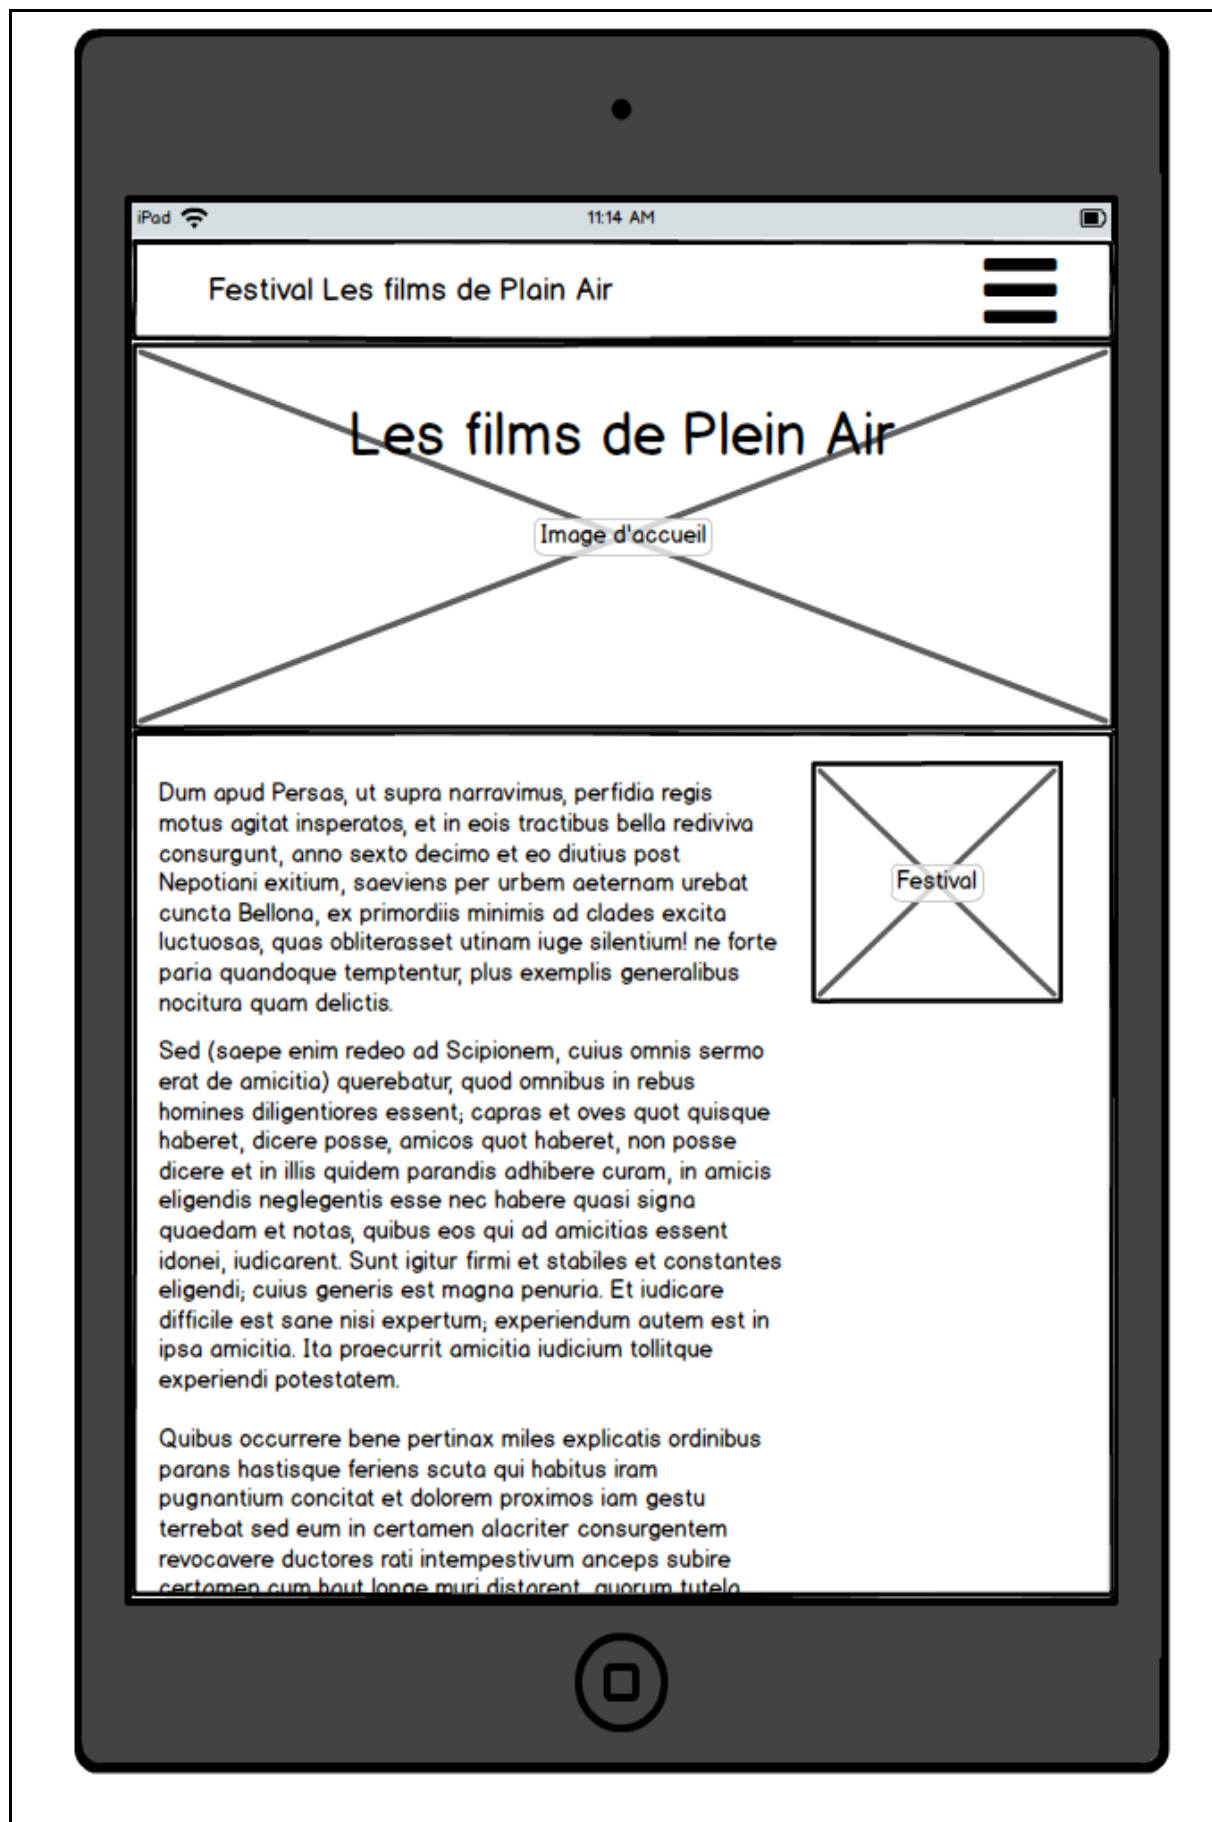 iPad
11:14 AM
Festival Les films de Plain Air
Les films de Plein Air
Image d'accueil
Dum apud Persas, ut supra narravimus, perfidia regis
motus agitat insperatos, et in eois tractibus bella rediviva
consurgunt, anno sexto decimo et eo diutius post
Nepotiani exitium, saeviens per urbem aeternam urebat
cuncta Bellona, ex primordiis minimis ad clades excita
luctuosas, quas obliterasset utinam iuge silentium! ne forte
paria quandoque temptentur, plus exemplis generalibus
nocitura quam delictis.
Festival
Sed (saepe enim redeo ad Scipionem, cuius omnis sermo
erat de amicitia) querebatur, quod omnibus in rebus
homines diligentiores essent; capras et oves quot quisque
haberet, dicere posse, amicos quot haberet, non posse
dicere et in illis quidem parandis adhibere curam, in amicis
eligendis neglegentis esse nec habere quasi signa
quaedam et notas, quibus eos qui ad amicitias essent
idonei, iudicarent. Sunt igitur firmi et stabiles et constantes
eligendi; cuius generis est magna penuria. Et iudicare
difficile est sane nisi expertum; experiendum autem est in
ipsa amicitia. Ita praecurrit amicitia iudicium tollitque
experiendi potestatem.
Quibus occurrere bene pertinax miles explicatis ordinibus
parans hastisque feriens scuta qui habitus iram
pugnantium concitat et dolorem proximos iam gestu
terrebat sed eum in certamen alacriter consurgentem
revocavere ductores rati intempestivum anceps subire
certamen cum haut longe muri distarent, quorum tutela